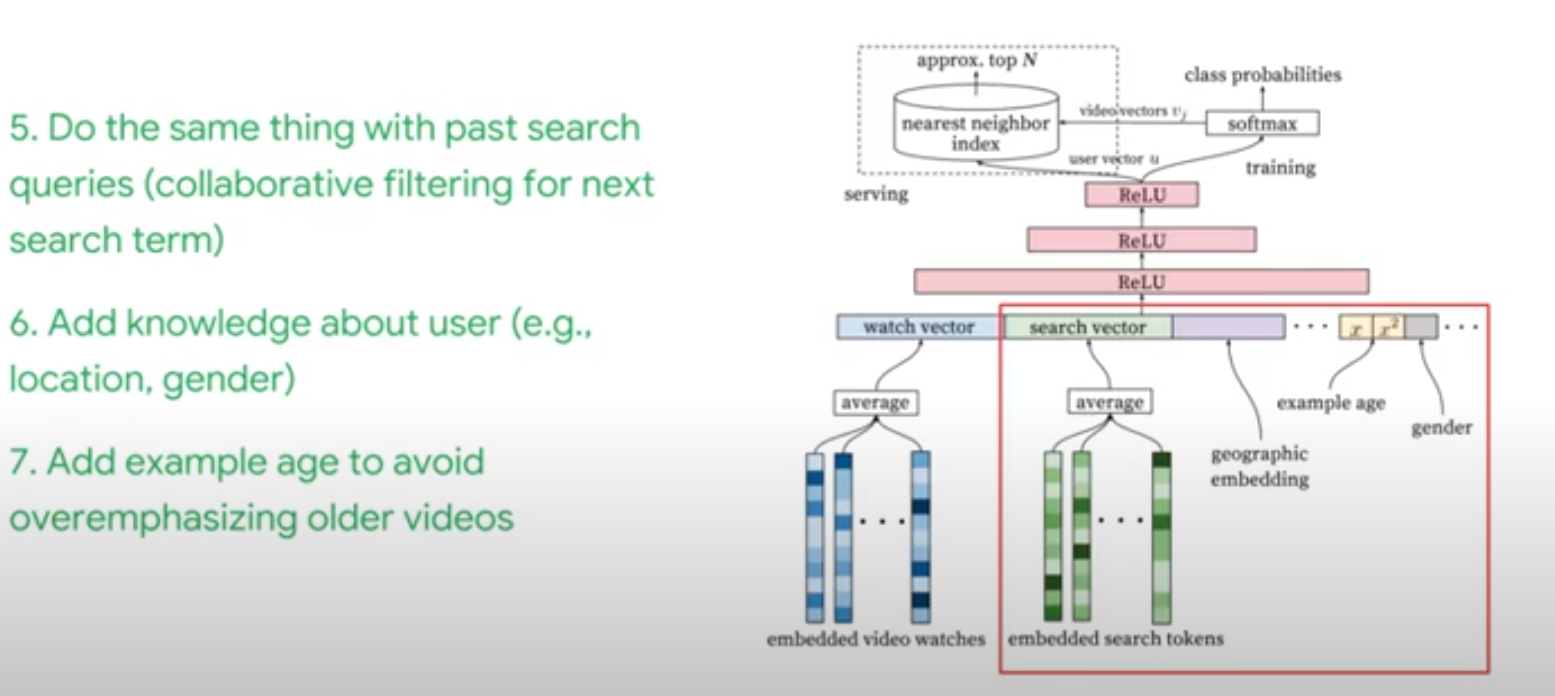 5. Do the same thing with past search
queries (collaborative filtering for next
search term)
6. Add knowledge about user (e.g.,
location, gender)
7. Add example age to avoid
overemphasizing older videos
approx. top N
class probabilities
nearest neighbor
index
video vectors v_j
softmax
user vector u
training
serving
ReLU
ReLU
ReLU
watch vector
search vector
x
x²
average
average
example age
gender
geographic
embedding
embedded video watches
embedded search tokens